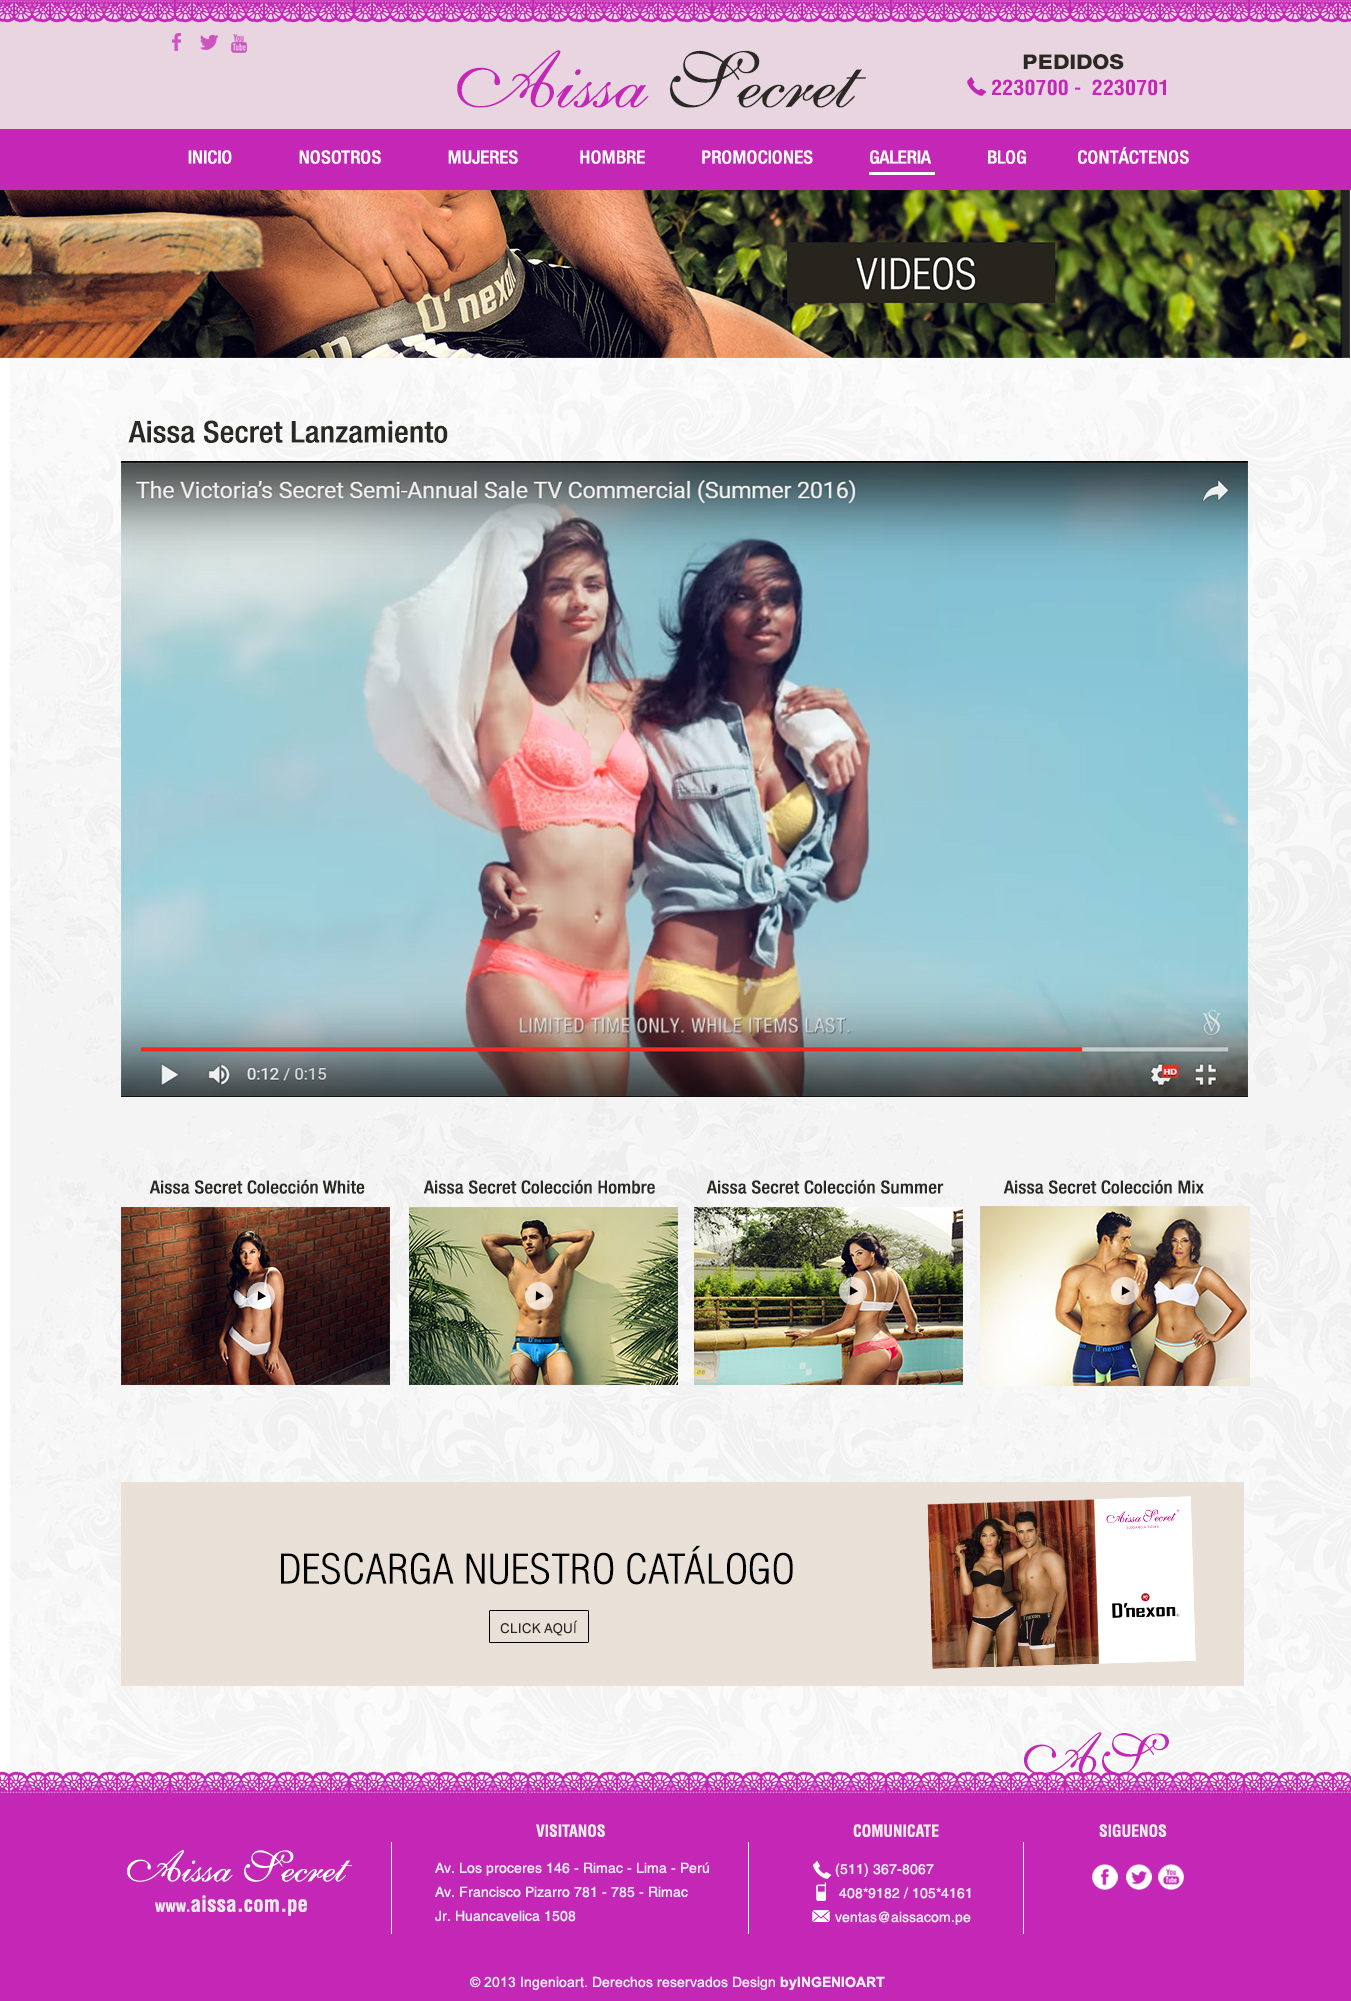 Aissa Secret
PEDIDOS
2230700 - 2230701
INICIO NOSOTROS MUJERES HOMBRE PROMOCIONES GALERIA BLOG CONTÁCTENOS
D'nexon
VIDEOS
Aissa Secret Lanzamiento
The Victoria's Secret Semi-Annual Sale TV Commercial (Summer 2016)
LIMITED TIME ONLY. WHILE ITEMS LAST.
VS
0:12 / 0:15
HD
Aissa Secret Colección White
Aissa Secret Colección Hombre
Aissa Secret Colección Summer
Aissa Secret Colección Mix
D'nexon
DESCARGA NUESTRO CATÁLOGO
CLICK AQUÍ
Aissa Secret
D'nexon
AS
Aissa Secret
www.aissa.com.pe
VISITANOS
Av. Los proceres 146 - Rimac - Lima - Perú
Av. Francisco Pizarro 781 - 785 - Rimac
Jr. Huancavelica 1508
COMUNICATE
(511) 367-8067
408*9182 / 105*4161
ventas@aissacom.pe
SIGUENOS
You Tube
© 2013 Ingenioart. Derechos reservados Design byINGENIOART